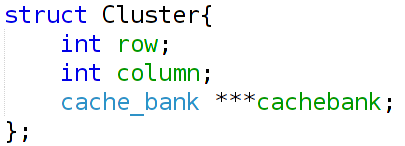 struct Cluster{
    int row;
    int column;
    cache_bank ***cachebank;
};